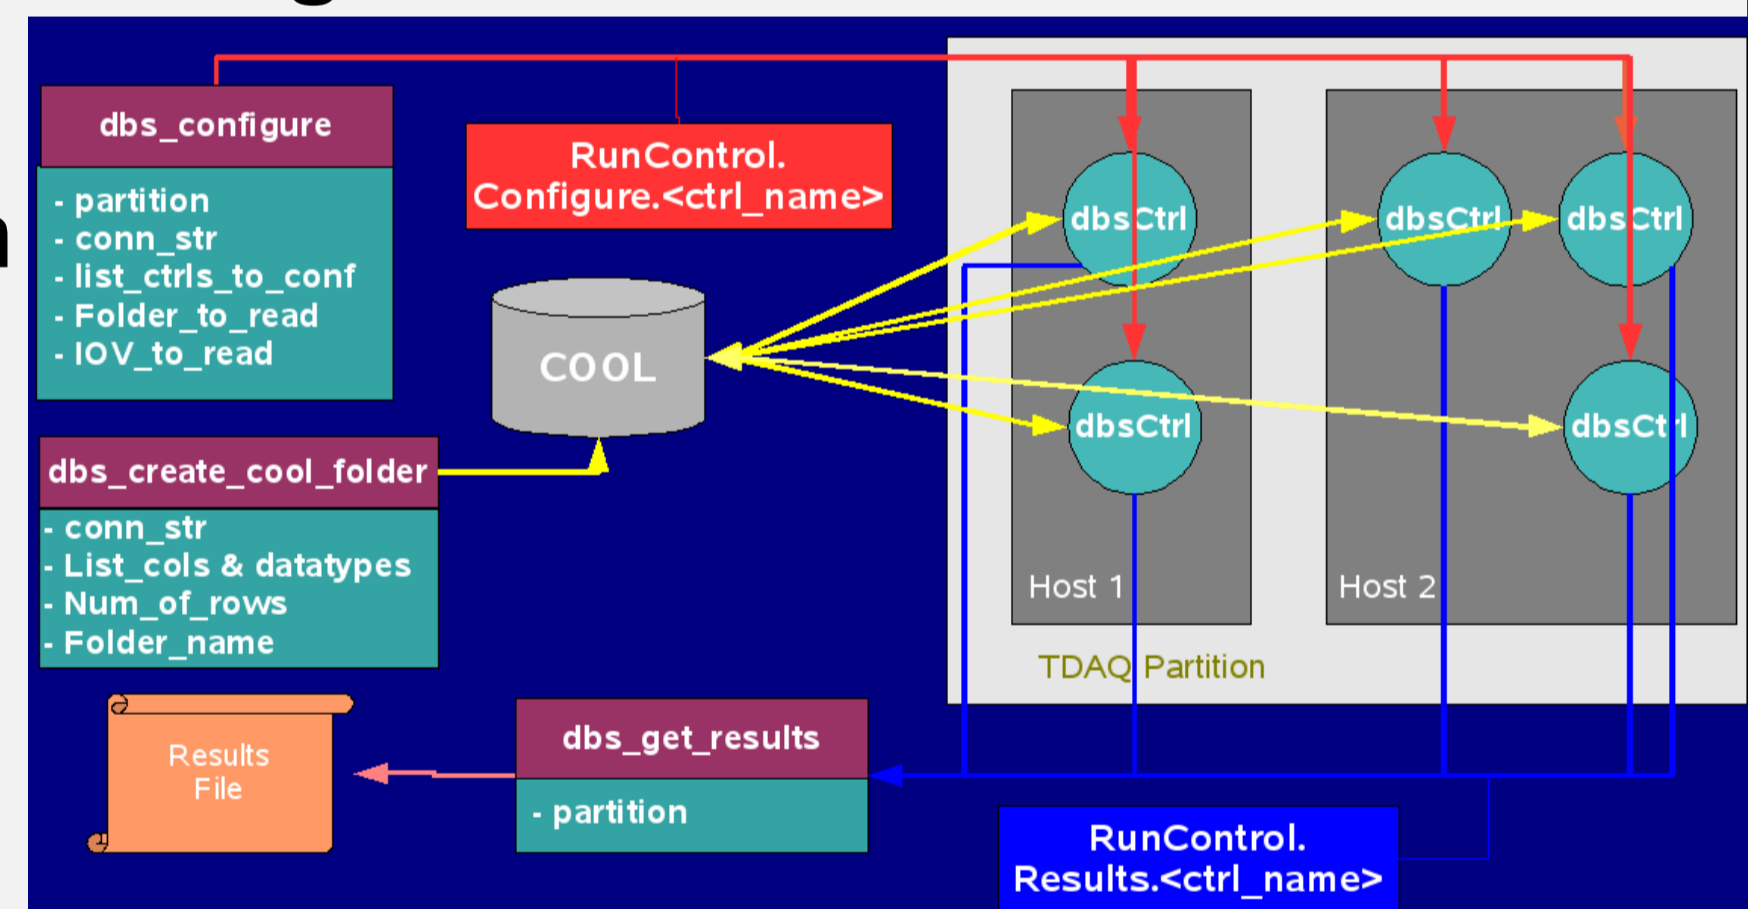 dbs_configure
- partition
- conn_str
- list_ctrls_to_conf
- Folder_to_read
- IOV_to_read
RunControl.
Configure.<ctrl_name>
COOL
dbs_create_cool_folder
- conn_str
- List_cols & datatypes
- Num_of_rows
- Folder_name
dbsCtrl
dbsCtrl
dbsCtrl
dbsCtrl
dbsCtrl
Host 1
Host 2
TDAQ Partition
Results
File
dbs_get_results
- partition
RunControl.
Results.<ctrl_name>